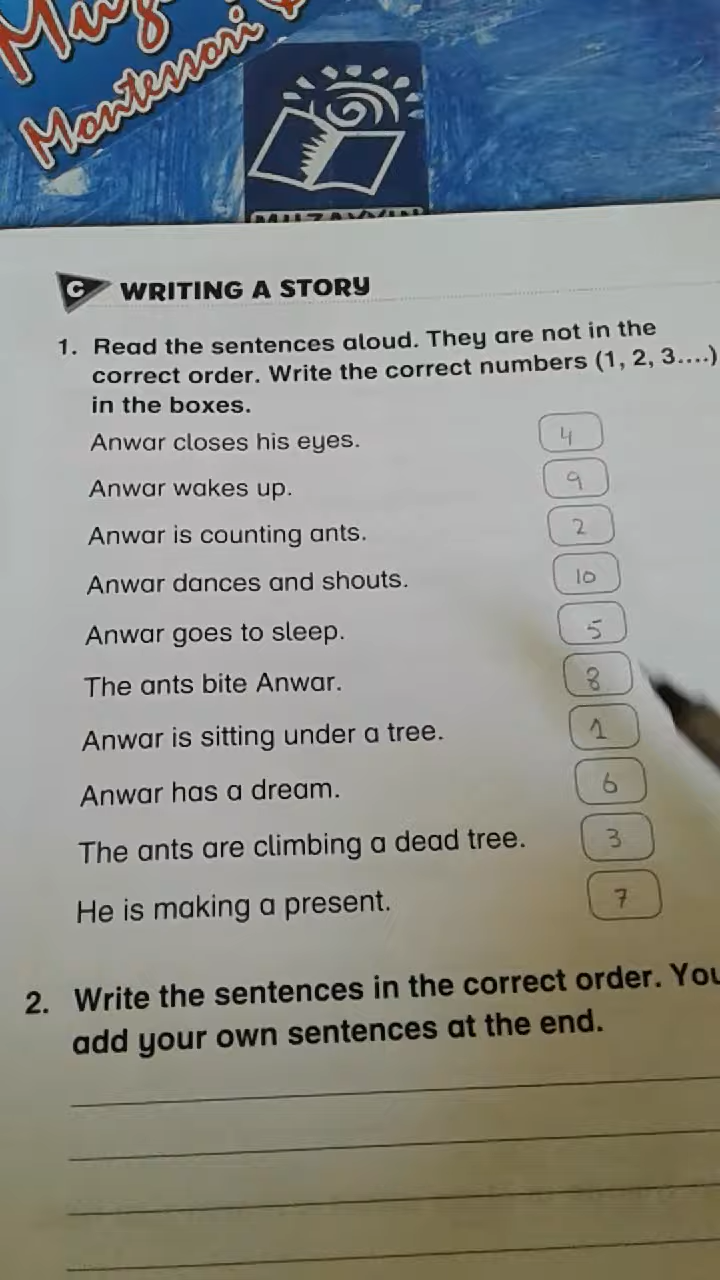 Montessori
MUZAYYIN
C WRITING A STORY
1. Read the sentences aloud. They are not in the
correct order. Write the correct numbers (1, 2, 3....)
in the boxes.
Anwar closes his eyes. 4
Anwar wakes up. 9
Anwar is counting ants. 2
Anwar dances and shouts. 10
Anwar goes to sleep. 5
The ants bite Anwar. 8
Anwar is sitting under a tree. 1
Anwar has a dream. 6
The ants are climbing a dead tree. 3
He is making a present. 7
2. Write the sentences in the correct order. You
add your own sentences at the end.